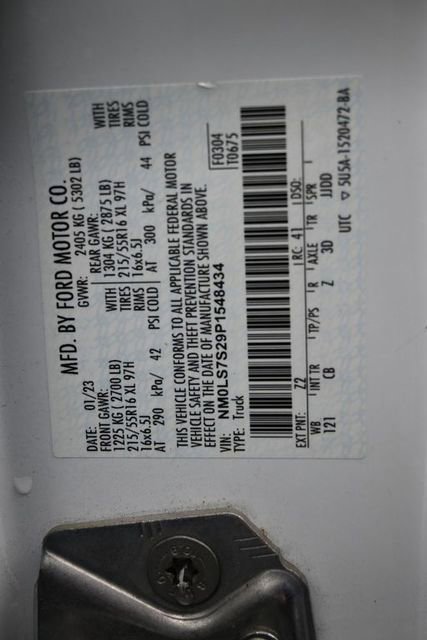 MFD. BY FORD MOTOR CO.
DATE: 01/23 GVWR: 2405 KG ( 5302 LB)
FRONT GAWR: WITH REAR GAWR: WITH
1225 KG ( 2700 LB) TIRES 1304 KG ( 2875 LB) TIRES
215/55R16 XL 97H RIMS 215/55R16 XL 97H RIMS
16x6.5J 16x6.5J
AT 290 kPa/ 42 PSI COLD AT 300 kPa/ 44 PSI COLD
THIS VEHICLE CONFORMS TO ALL APPLICABLE FEDERAL MOTOR
VEHICLE SAFETY AND THEFT PREVENTION STANDARDS IN
EFFECT ON THE DATE OF MANUFACTURE SHOWN ABOVE.
VIN: NM0LS7S29P1548434 F0304
TYPE: Truck T0675
EXT PNT: Z2 RC: 41 DSO:
WB INT TR TP/PS R AXLE TR SPR
121 CB Z 3D JJDD
UTC ▽ 5U5A-1520472-BA